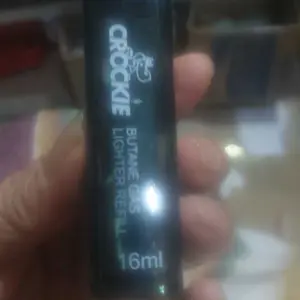 CROCKIE
BUTANE GAS
LIGHTER REFILL
16ml